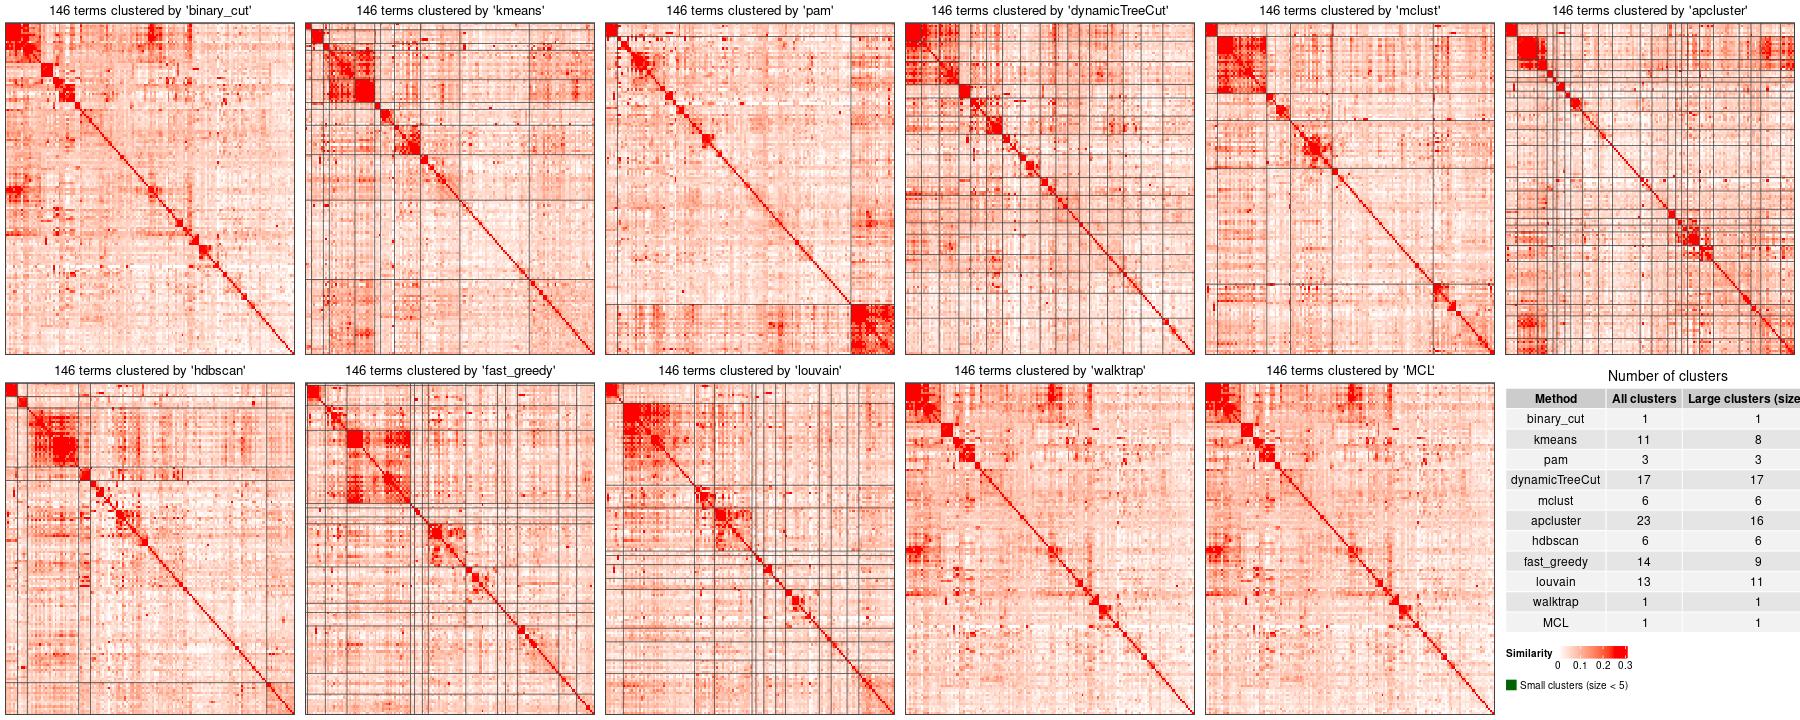 146 terms clustered by 'binary_cut'
146 terms clustered by 'kmeans'
146 terms clustered by 'pam'
146 terms clustered by 'dynamicTreeCut'
146 terms clustered by 'mclust'
146 terms clustered by 'apcluster'
146 terms clustered by 'hdbscan'
146 terms clustered by 'fast_greedy'
146 terms clustered by 'louvain'
146 terms clustered by 'walktrap'
146 terms clustered by 'MCL'
Number of clusters
Method All clusters Large clusters (size
binary_cut 1 1
kmeans 11 8
pam 3 3
dynamicTreeCut 17 17
mclust 6 6
apcluster 23 16
hdbscan 6 6
fast_greedy 14 9
louvain 13 11
walktrap 1 1
MCL 1 1
Similarity
0 0.1 0.2 0.3
Small clusters (size < 5)